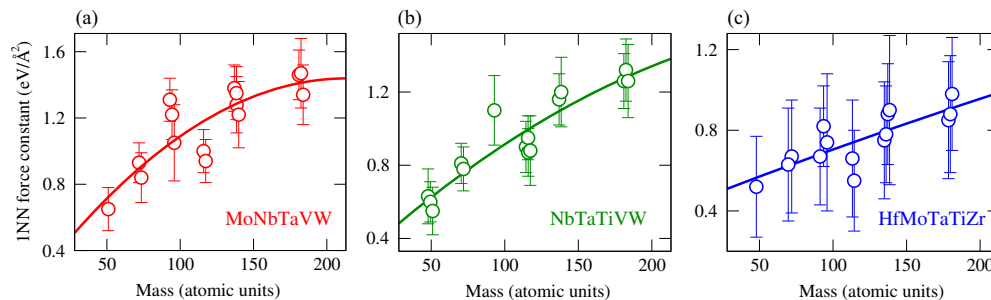 (a)
(b)
(c)
1NN force constant (eV/Å²)
1.6
1.2
0.8
0.4
1.2
0.8
0.4
1.2
0.8
0.4
MoNbTaVW
NbTaTiVW
HfMoTaTiZr
50 100 150 200
50 100 150 200
50 100 150 200
Mass (atomic units)
Mass (atomic units)
Mass (atomic units)